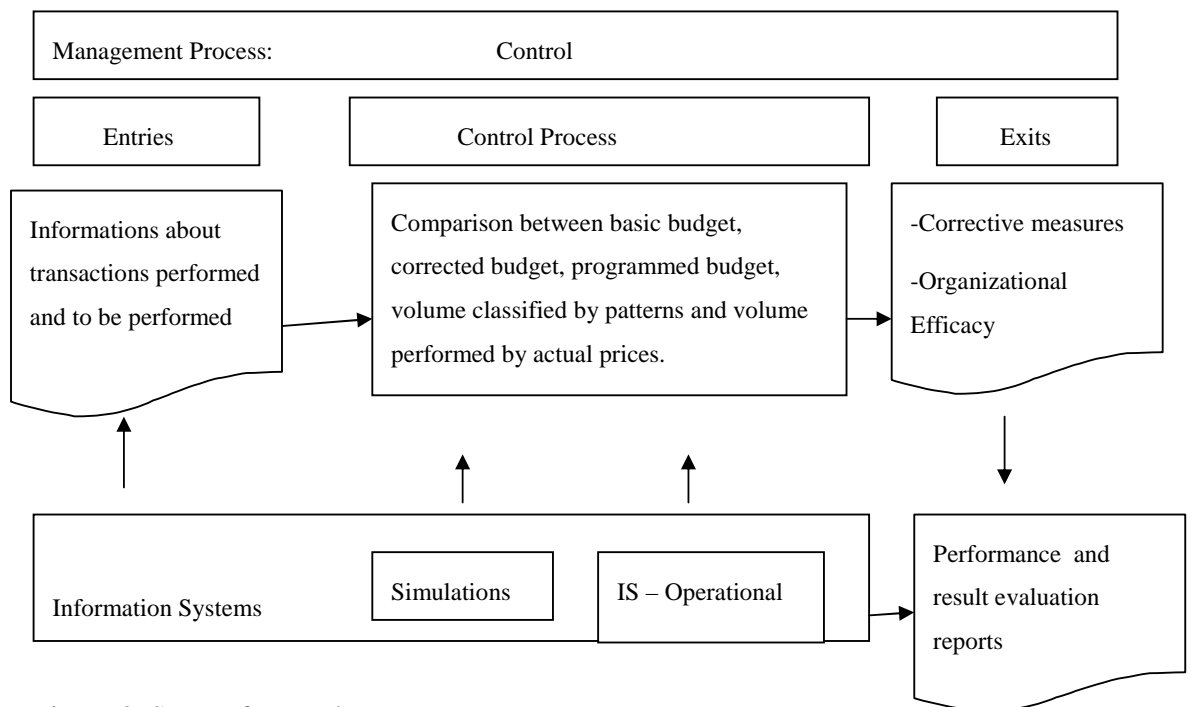 Management Process: Control
Entries
Control Process
Exits
Informations about
transactions performed
and to be performed
Comparison between basic budget,
corrected budget, programmed budget,
volume classified by patterns and volume
performed by actual prices.
-Corrective measures
-Organizational
Efficacy
Information Systems
Simulations
IS – Operational
Performance and
result evaluation
reports